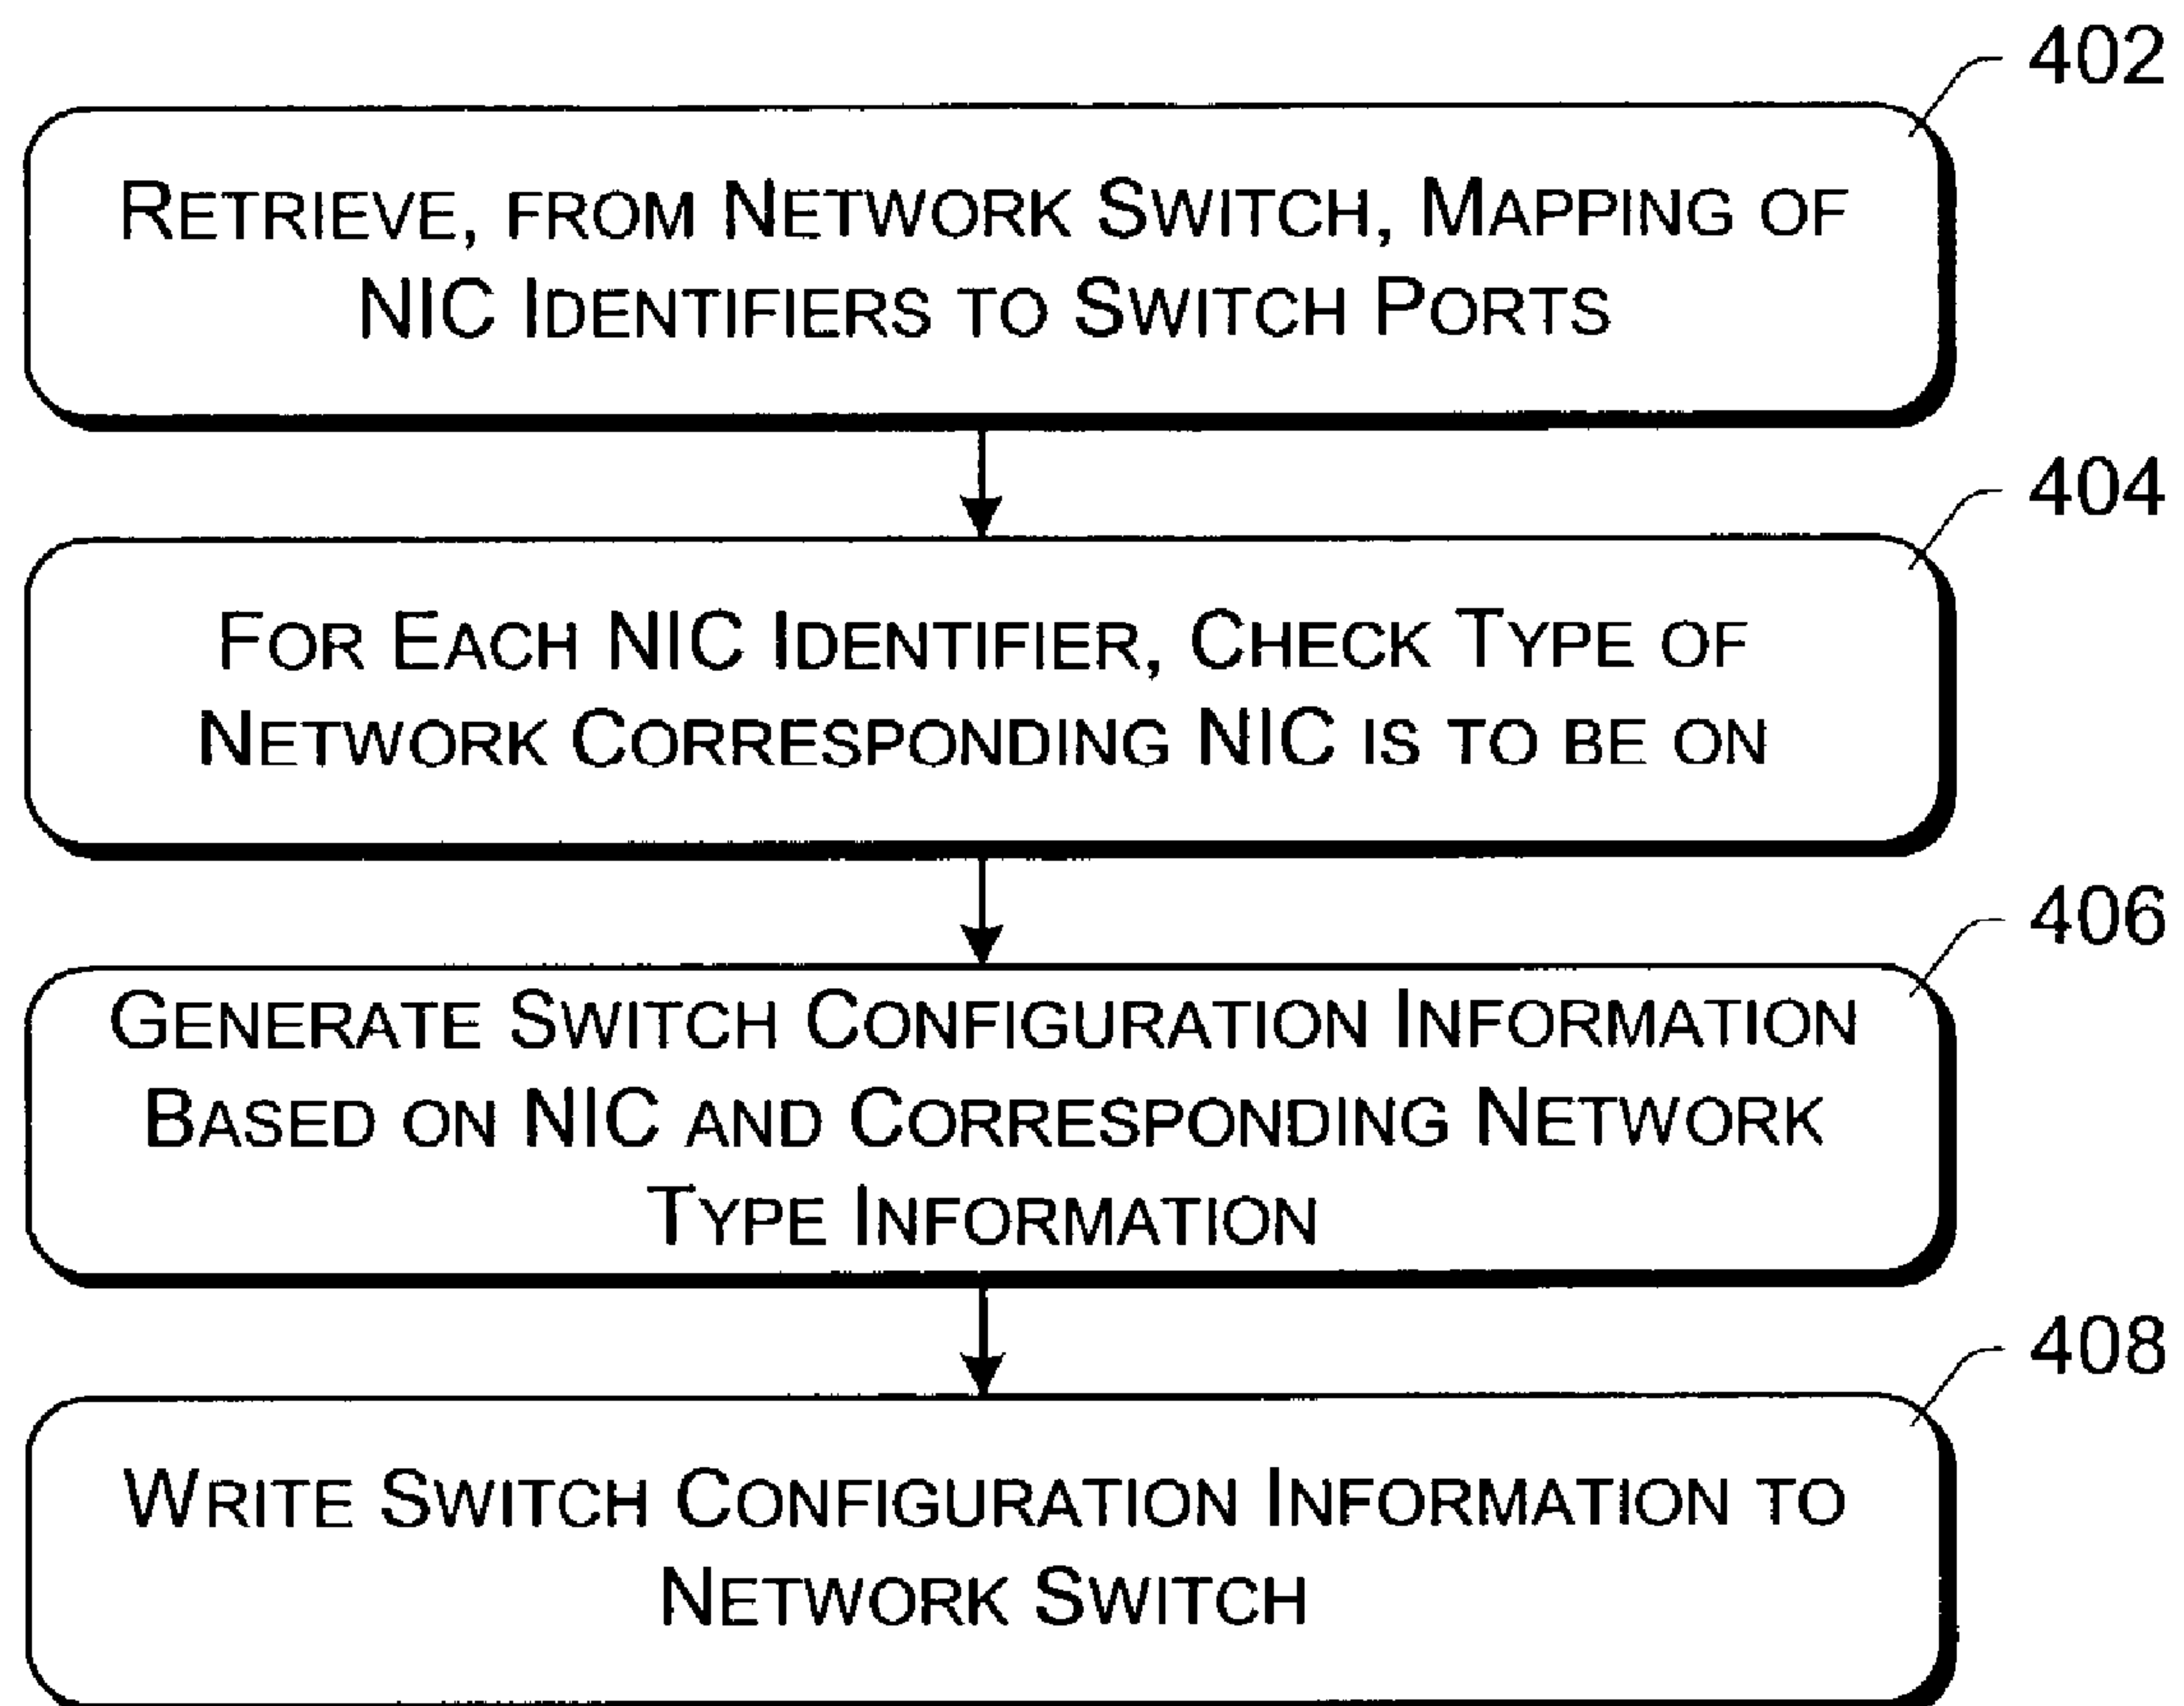 402
RETRIEVE, FROM NETWORK SWITCH, MAPPING OF
NIC IDENTIFIERS TO SWITCH PORTS
404
FOR EACH NIC IDENTIFIER, CHECK TYPE OF
NETWORK CORRESPONDING NIC IS TO BE ON
406
GENERATE SWITCH CONFIGURATION INFORMATION
BASED ON NIC AND CORRESPONDING NETWORK
TYPE INFORMATION
408
WRITE SWITCH CONFIGURATION INFORMATION TO
NETWORK SWITCH